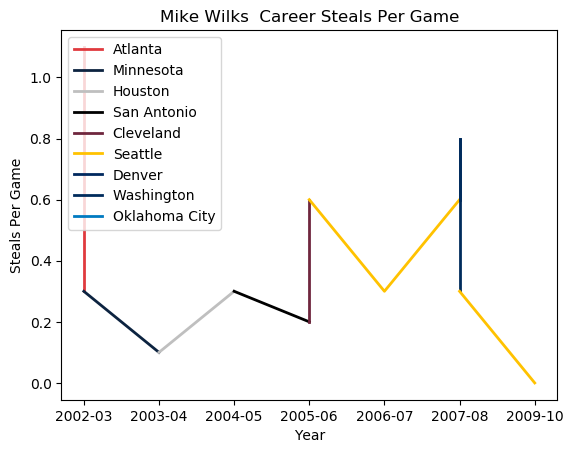 Mike Wilks  Career Steals Per Game
Atlanta
Minnesota
Houston
San Antonio
Cleveland
Seattle
Denver
Washington
Oklahoma City
Steals Per Game
1.0
0.8
0.6
0.4
0.2
0.0
2002-03 2003-04 2004-05 2005-06 2006-07 2007-08 2009-10
Year